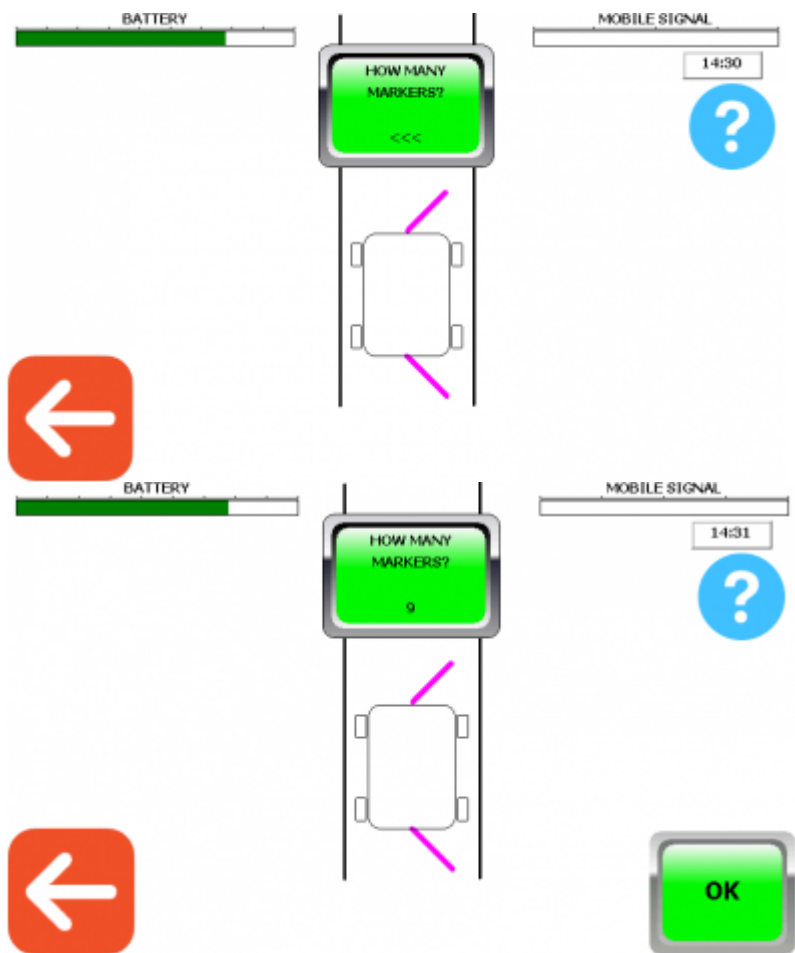 BATTERY
MOBILE SIGNAL
14:30
HOW MANY
MARKERS?
<<<
?
BATTERY
MOBILE SIGNAL
14:31
HOW MANY
MARKERS?
9
?
OK